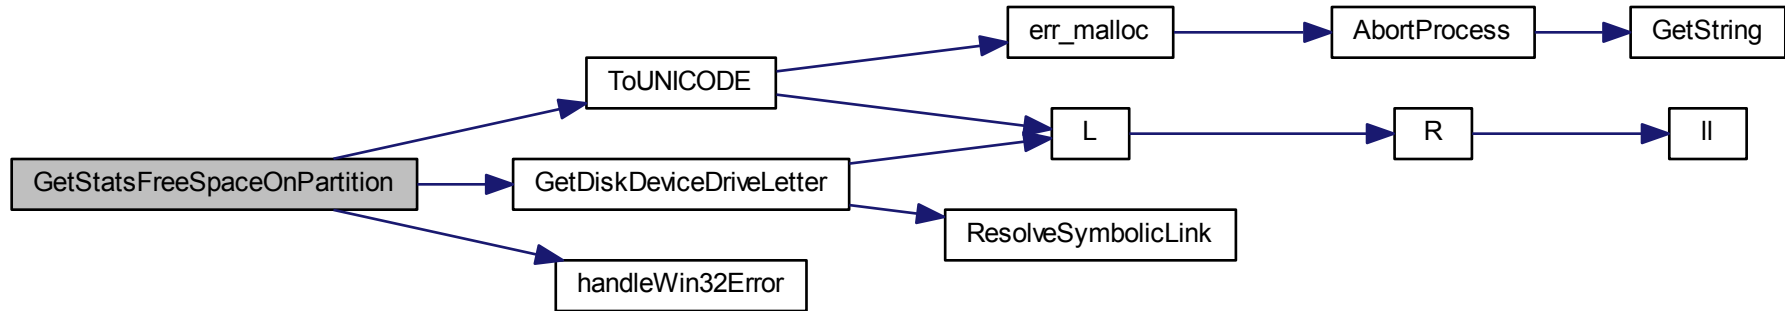 err_malloc
AbortProcess
GetString
ToUNICODE
L
R
ll
GetStatsFreeSpaceOnPartition
GetDiskDeviceDriveLetter
ResolveSymbolicLink
handleWin32Error